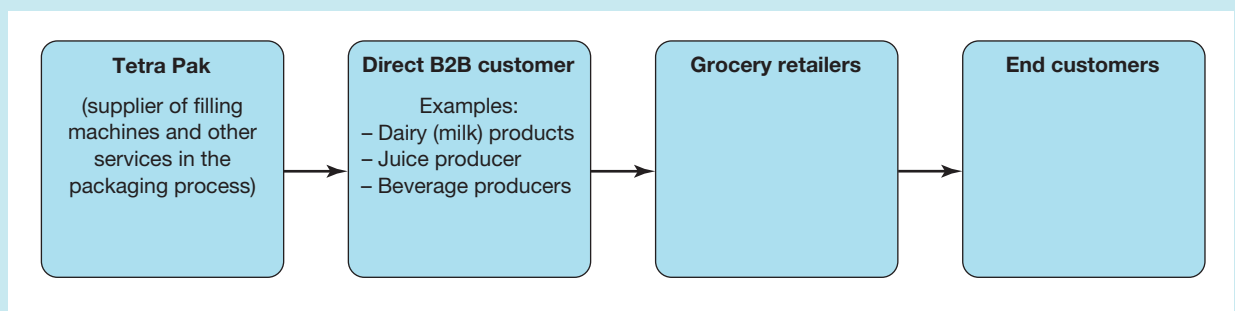 Tetra Pak
(supplier of filling
machines and other
services in the
packaging process)
Direct B2B customer
Examples:
– Dairy (milk) products
– Juice producer
– Beverage producers
Grocery retailers
End customers